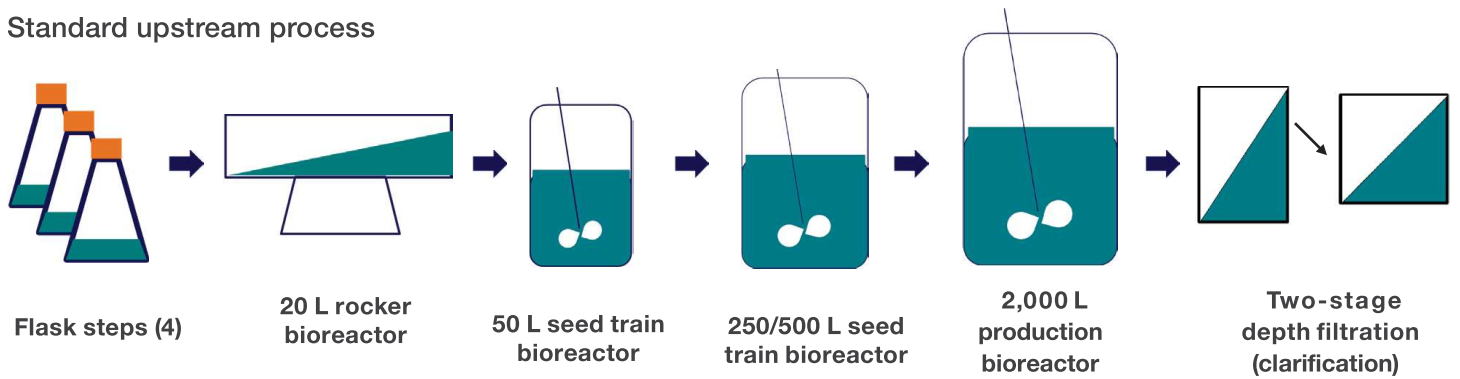 Standard upstream process
Flask steps (4)
20 L rocker
bioreactor
50 L seed train
bioreactor
250/500 L seed
train bioreactor
2,000 L
production
bioreactor
Two-stage
depth filtration
(clarification)